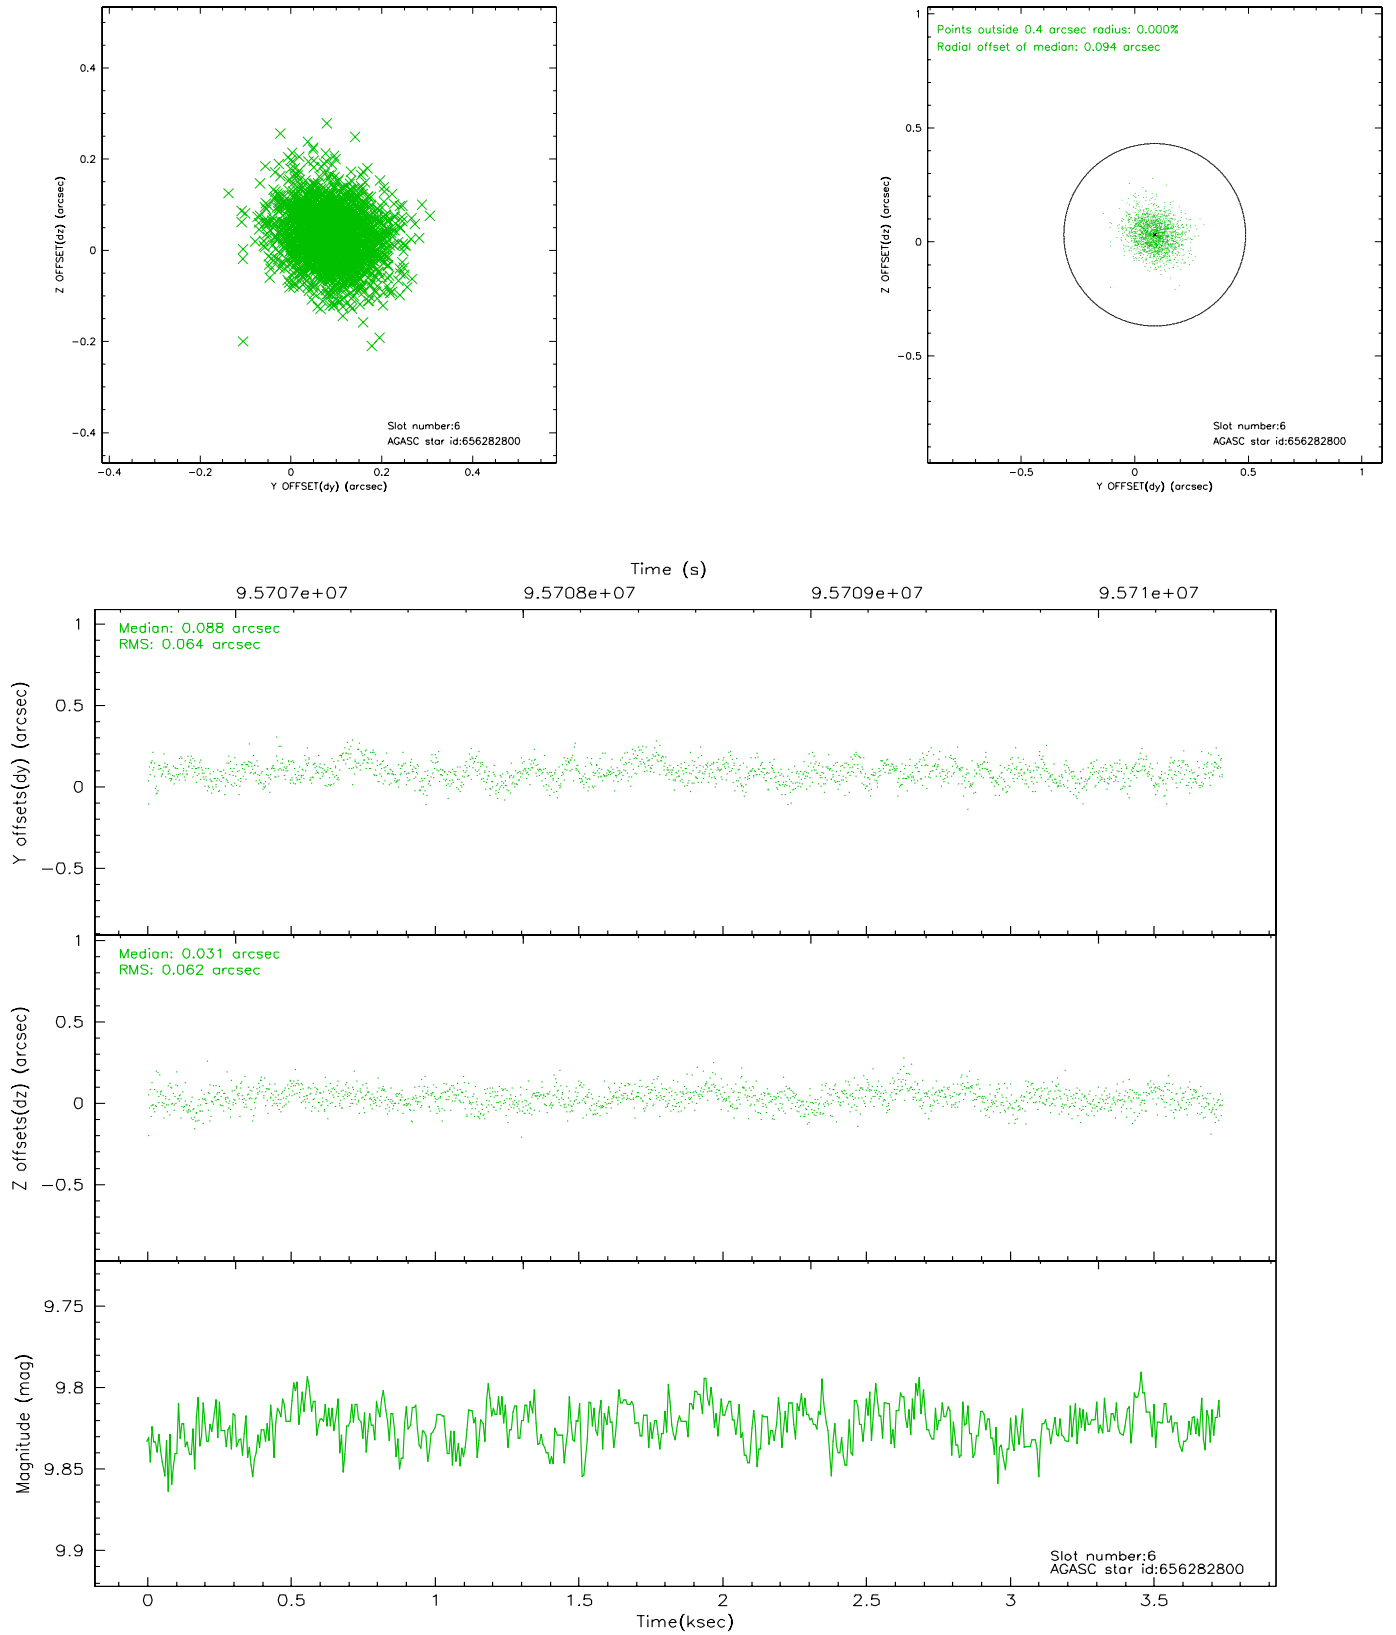 0.4
0.2
0
−0.2
−0.4
Z OFFSET(dz) (arcsec)
Slot number:6
AGASC star id:656282800
−0.4 −0.2 0 0.2 0.4
Y OFFSET(dy) (arcsec)
Points outside 0.4 arcsec radius: 0.000%
Radial offset of median: 0.094 arcsec
1
0.5
0
−0.5
Z OFFSET(dz) (arcsec)
Slot number:6
AGASC star id:656282800
−0.5 0 0.5 1
Y OFFSET(dy) (arcsec)
Time (s)
9.5707e+07 9.5708e+07 9.5709e+07 9.571e+07
Median: 0.088 arcsec
RMS: 0.064 arcsec
1
0.5
0
−0.5
Y offsets(dy) (arcsec)
Median: 0.031 arcsec
RMS: 0.062 arcsec
1
0.5
0
−0.5
Z offsets(dz) (arcsec)
9.75
9.8
9.85
9.9
Magnitude (mag)
Slot number:6
AGASC star id:656282800
0 0.5 1 1.5 2 2.5 3 3.5
Time(ksec)